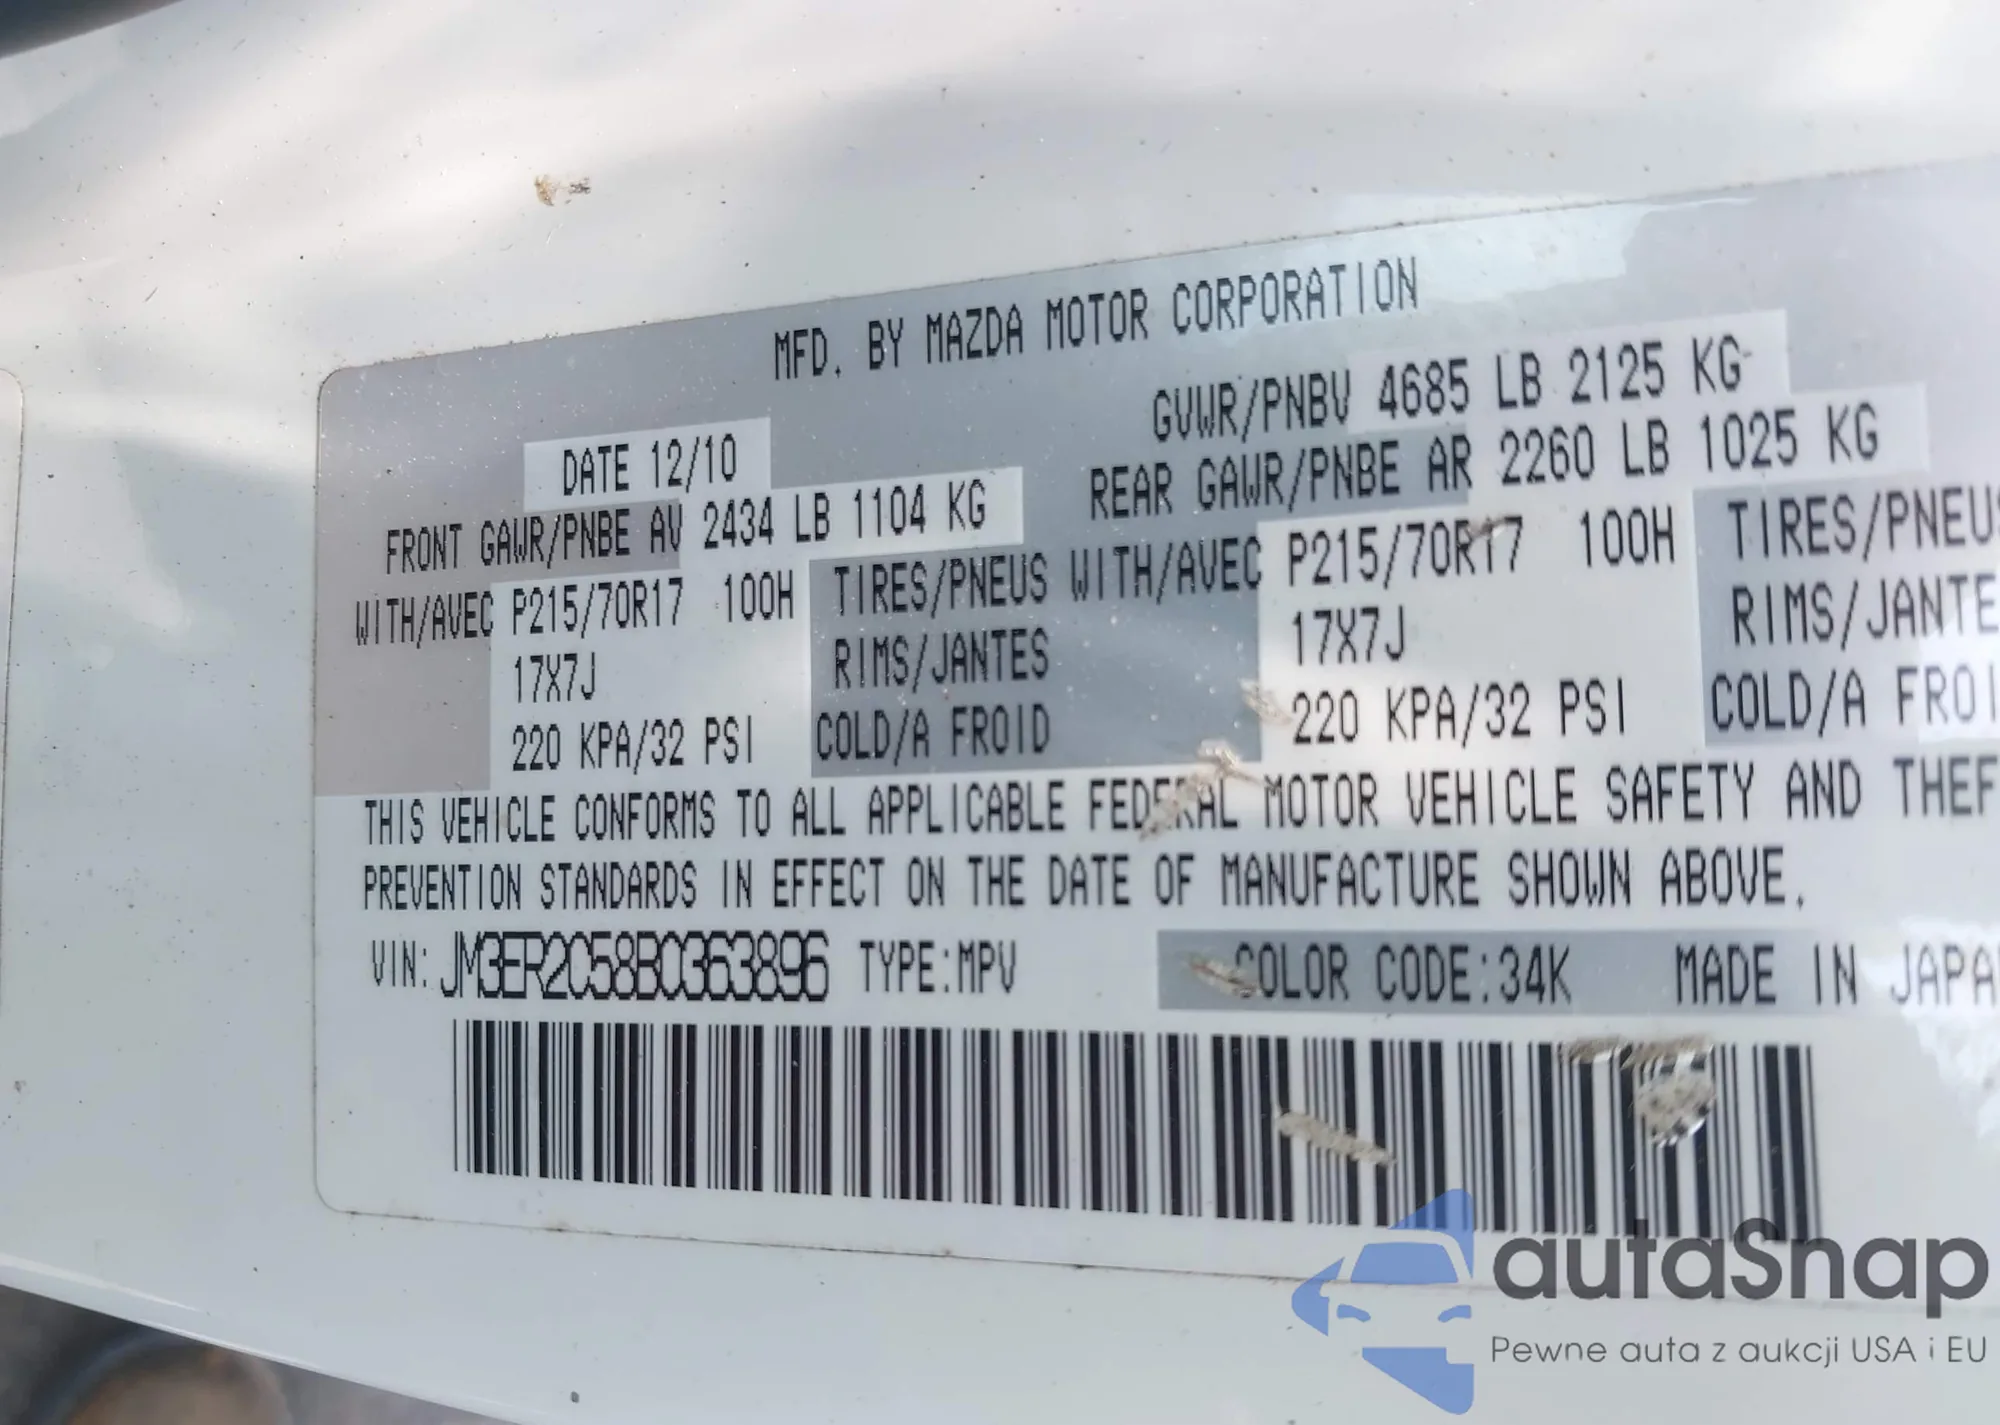 MFD. BY MAZDA MOTOR CORPORATION
DATE 12/10
GVWR/PNBV 4685 LB 2125 KG
FRONT GAWR/PNBE AV 2434 LB 1104 KG
REAR GAWR/PNBE AR 2260 LB 1025 KG
WITH/AVEC P215/70R17 100H TIRES/PNEUS WITH/AVEC P215/70R17 100H TIRES/PNEUS
17X7J RIMS/JANTES 17X7J RIMS/JANTE
220 KPA/32 PSI COLD/A FROID 220 KPA/32 PSI COLD/A FROI
THIS VEHICLE CONFORMS TO ALL APPLICABLE FEDERAL MOTOR VEHICLE SAFETY AND THEF
PREVENTION STANDARDS IN EFFECT ON THE DATE OF MANUFACTURE SHOWN ABOVE.
VIN: JM3ER2C58B0363896 TYPE:MPV COLOR CODE:34K MADE IN JAPA
autaSnap
Pewne auta z aukcji USA i EU